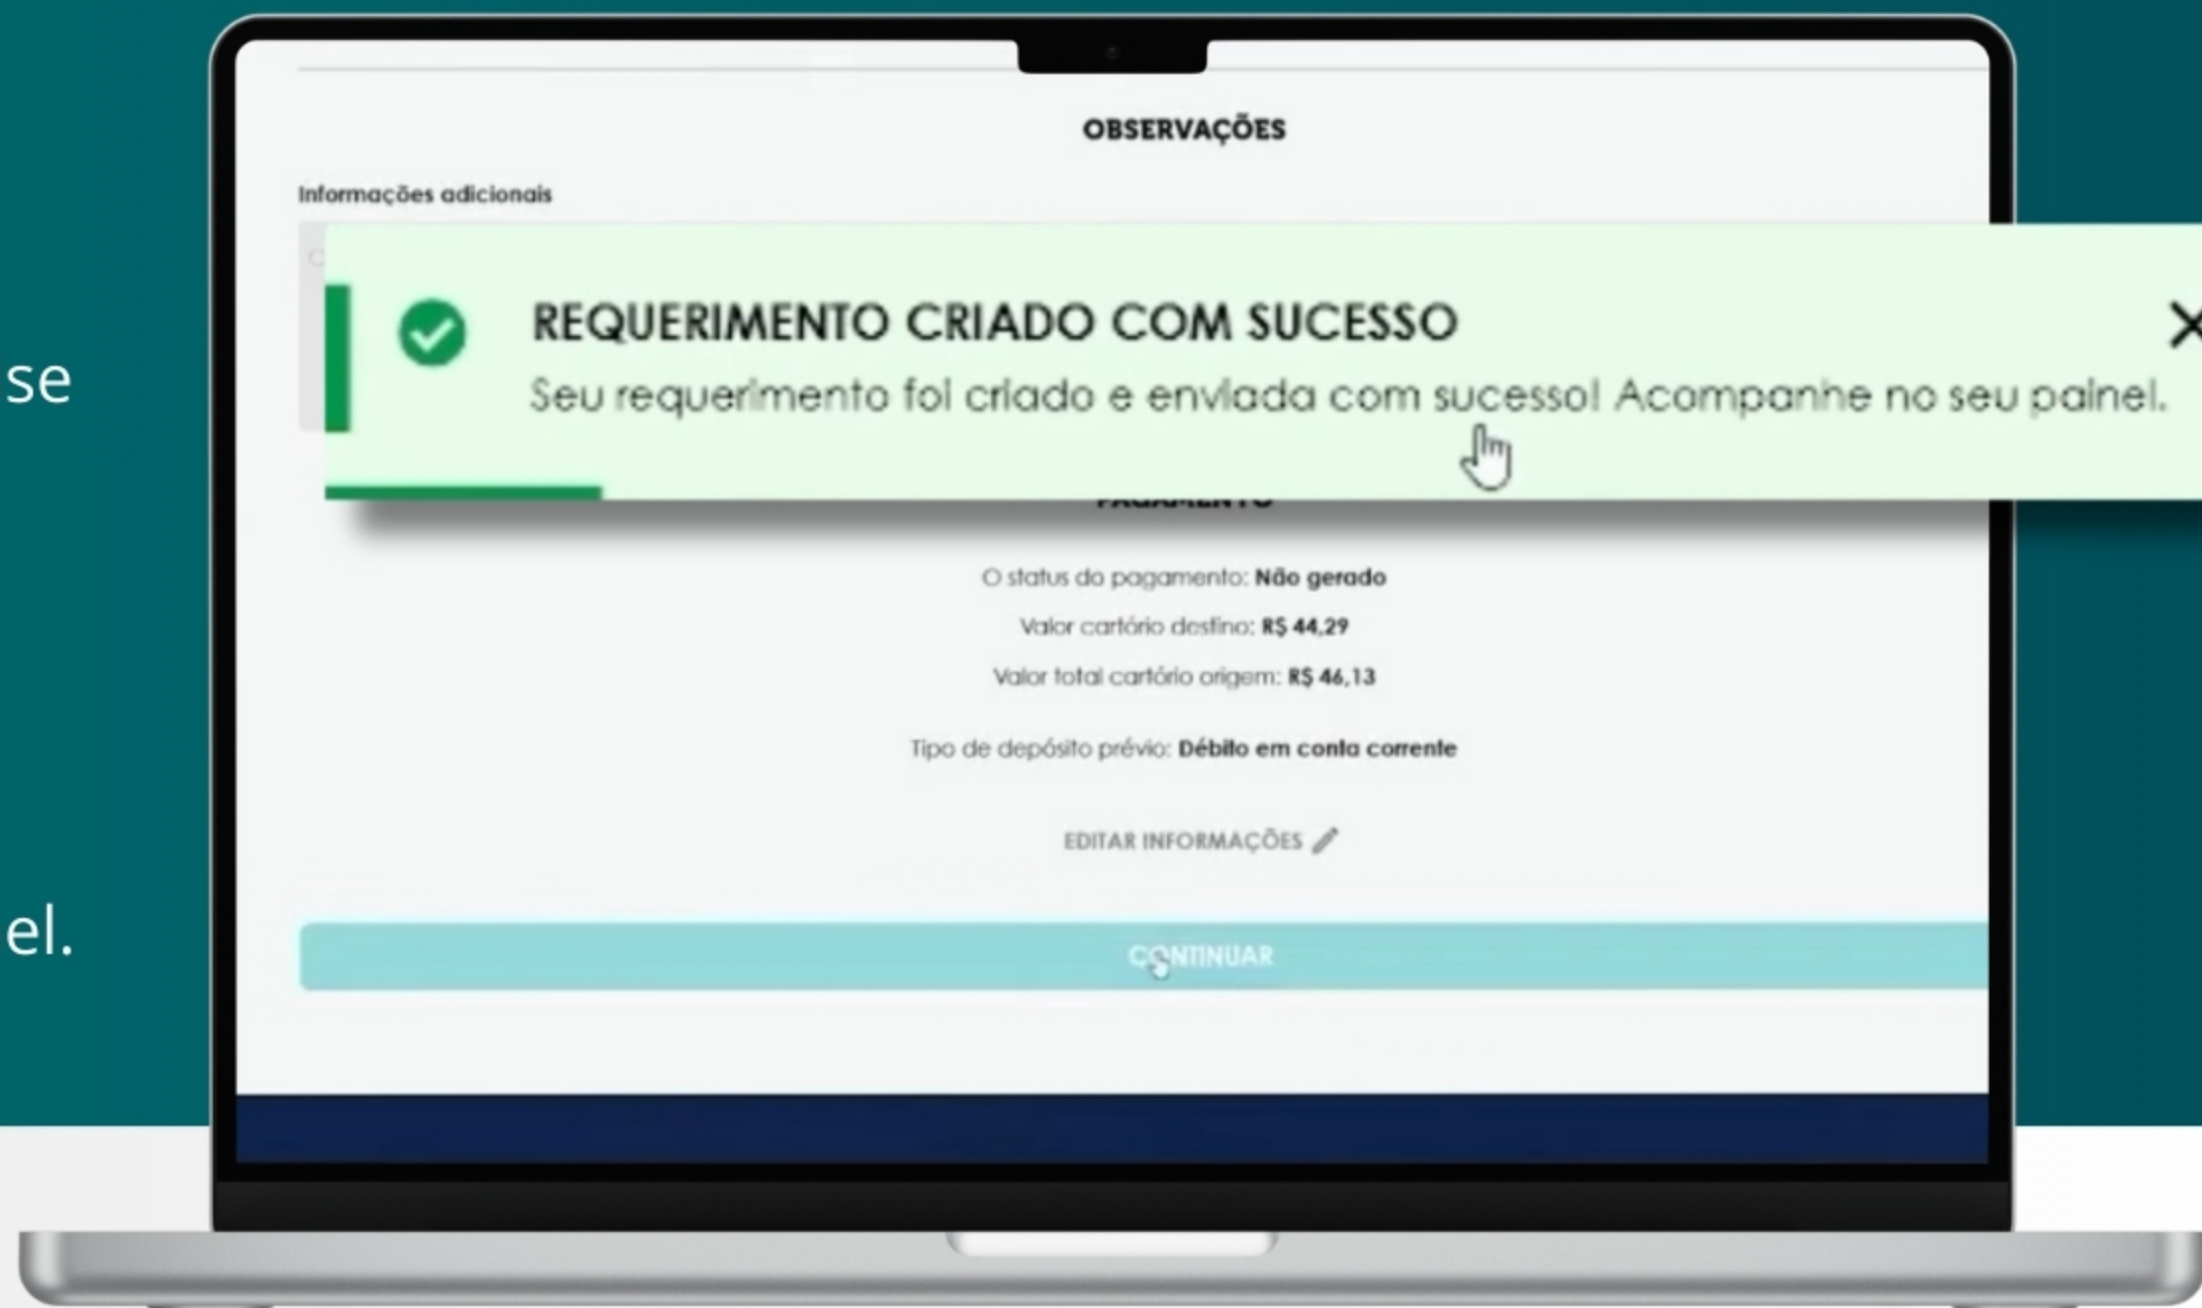 OBSERVAÇÕES
Informações adicionais
REQUERIMENTO CRIADO COM SUCESSO
Seu requerimento foi criado e enviada com sucesso! Acompanhe no seu painel.
se
PAGAMENTO
O status do pagamento: Não gerado
Valor cartório destino: R$ 44,29
Valor total cartório origem: R$ 46,13
Tipo de depósito prévio: Débito em conta corrente
EDITAR INFORMAÇÕES
el.
CONTINUAR